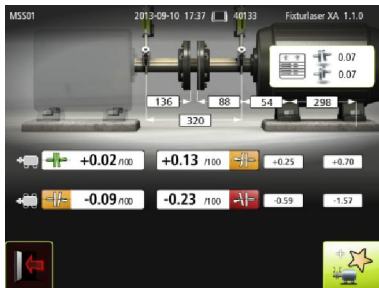 MSS01 2013-09-10 17:37 40133 Fixturlaser XA 1.1.0
0.07
0.07
136 88 54 298
320
+0.02 /100 +0.13 /100 +0.25 +0.70
-0.09 /100 -0.23 /100 -0.59 -1.57